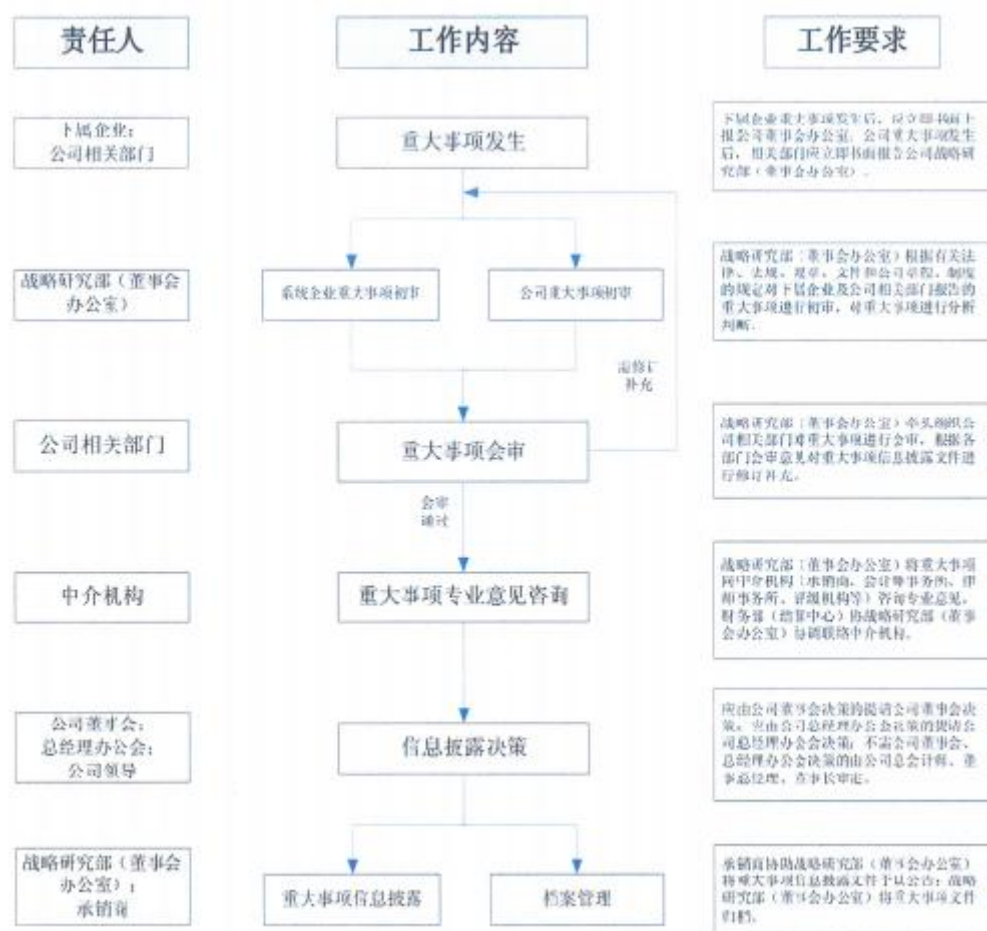 责任人
工作内容
工作要求
下属企业；
公司相关部门
重大事项发生
下属企业重大事项发生后，应立即书面上
报公司董事会办公室。公司重大事项发生
后，相关部门应立即书面报告公司战略研
究部（董事会办公室）。
战略研究部（董事会
办公室）
系统企业重大事项初审
公司重大事项初审
战略研究部（董事会办公室）根据有关法
律、法规、规章、文件和公司章程、制度
的规定对下属企业及公司相关部门报告的
重大事项进行初审，对重大事项进行分析
判断。
需修订
补充
公司相关部门
重大事项会审
战略研究部（董事会办公室）牵头组织公
司相关部门对重大事项进行会审，根据各
部门会审意见对重大事项信息披露文件进
行修订补充。
会审
通过
中介机构
重大事项专业意见咨询
战略研究部（董事会办公室）将重大事项
同中介机构（承销商、会计师事务所、律
师事务所、评级机构等）咨询专业意见，
财务部（结算中心）协战略研究部（董事
会办公室）协调联络中介机构。
公司董事会；
总经理办公会；
公司领导
信息披露决策
应由公司董事会决策的提请公司董事会决
策，应由公司总经理办公会决策的提请公
司总经理办公会决策；不需公司董事会、
总经理办公会决策的由公司总会计师、董
事总经理、董事长审定。
战略研究部（董事会
办公室）；
承销商
重大事项信息披露
档案管理
承销商协助战略研究部（董事会办公室）
将重大事项信息披露文件予以公告；战略
研究部（董事会办公室）将重大事项文件
归档。